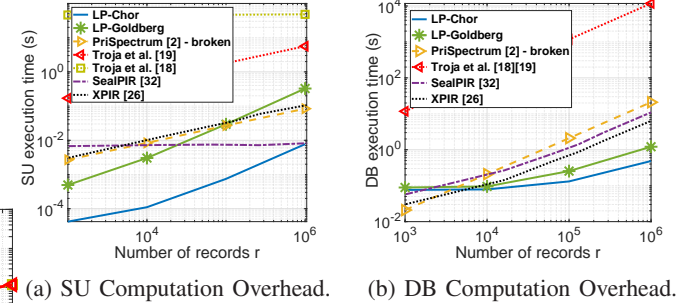 SU execution time (s)
10^0
10^-2
10^-4
LP-Chor
LP-Goldberg
PriSpectrum [2] - broken
Troja et al. [19]
Troja et al. [18]
SealPIR [32]
XPIR [26]
10^4
10^6
Number of records r
(a) SU Computation Overhead.
DB execution time (s)
10^4
10^2
10^0
10^-2
LP-Chor
LP-Goldberg
PriSpectrum [2] - broken
Troja et al. [18][19]
SealPIR [32]
XPIR [26]
10^3
10^4
10^5
10^6
Number of records r
(b) DB Computation Overhead.